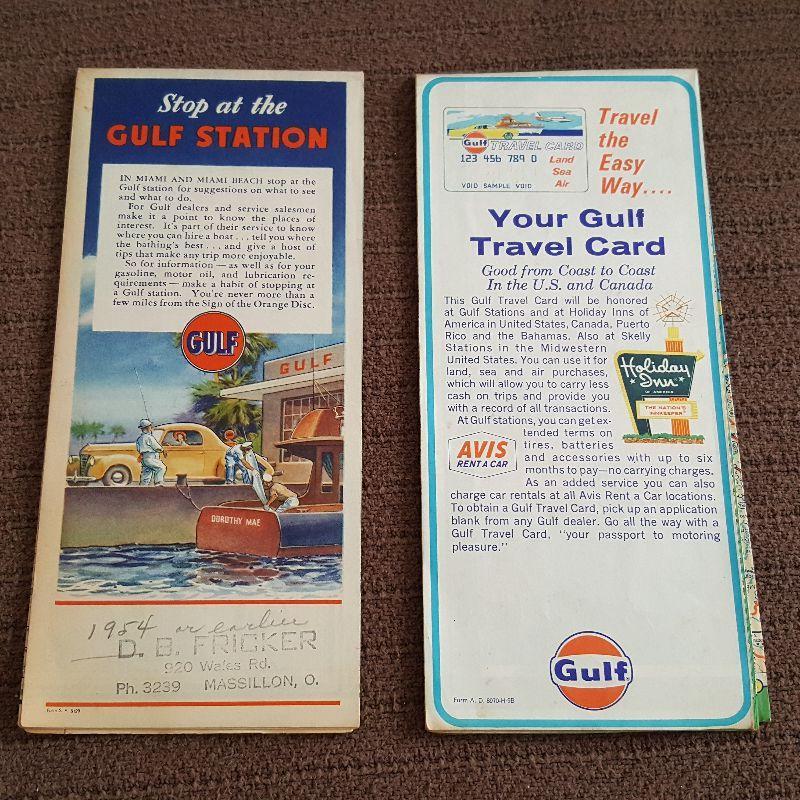 Stop at the
GULF STATION
IN MIAMI AND MIAMI BEACH stop at the
Gulf station for suggestions on what to see
and what to do.
For Gulf dealers and service salesmen
make it a point to know the places of
interest. It's part of their service to know
where you can hire a boat . . . tell you where
the bathing's best . . . and give a host of
tips that make any trip more enjoyable.
So for information — as well as for your
gasoline, motor oil, and lubrication re-
quirements — make a habit of stopping at
a Gulf station. You're never more than a
few miles from the Sign of the Orange Disc.
GULF
GULF
DOROTHY MAE
1954 or earlier
D. B. FRICKER
920 Wales Rd.
Ph. 3239 MASSILLON, O.
Gulf TRAVEL CARD
123 456 789 0
Land
Sea
Air
VOID SAMPLE VOID
Travel
the
Easy
Way....
Your Gulf
Travel Card
Good from Coast to Coast
In the U.S. and Canada
This Gulf Travel Card will be honored
at Gulf Stations and at Holiday Inns of
America in United States, Canada, Puerto
Rico and the Bahamas. Also at Skelly
Stations in the Midwestern
United States. You can use it for
land, sea and air purchases,
which will allow you to carry less
cash on trips and provide you
with a record of all transactions.
At Gulf stations, you can get ex-
tended terms on
tires, batteries
and accessories with up to six
months to pay—no carrying charges.
As an added service you can also
charge car rentals at all Avis Rent a Car locations.
To obtain a Gulf Travel Card, pick up an application
blank from any Gulf dealer. Go all the way with a
Gulf Travel Card, "your passport to motoring
pleasure."
Holiday
Inn
OF AMERICA
THE NATION'S
INNKEEPER
AVIS
RENT A CAR
Gulf
Form A. D. 8970-H-9B